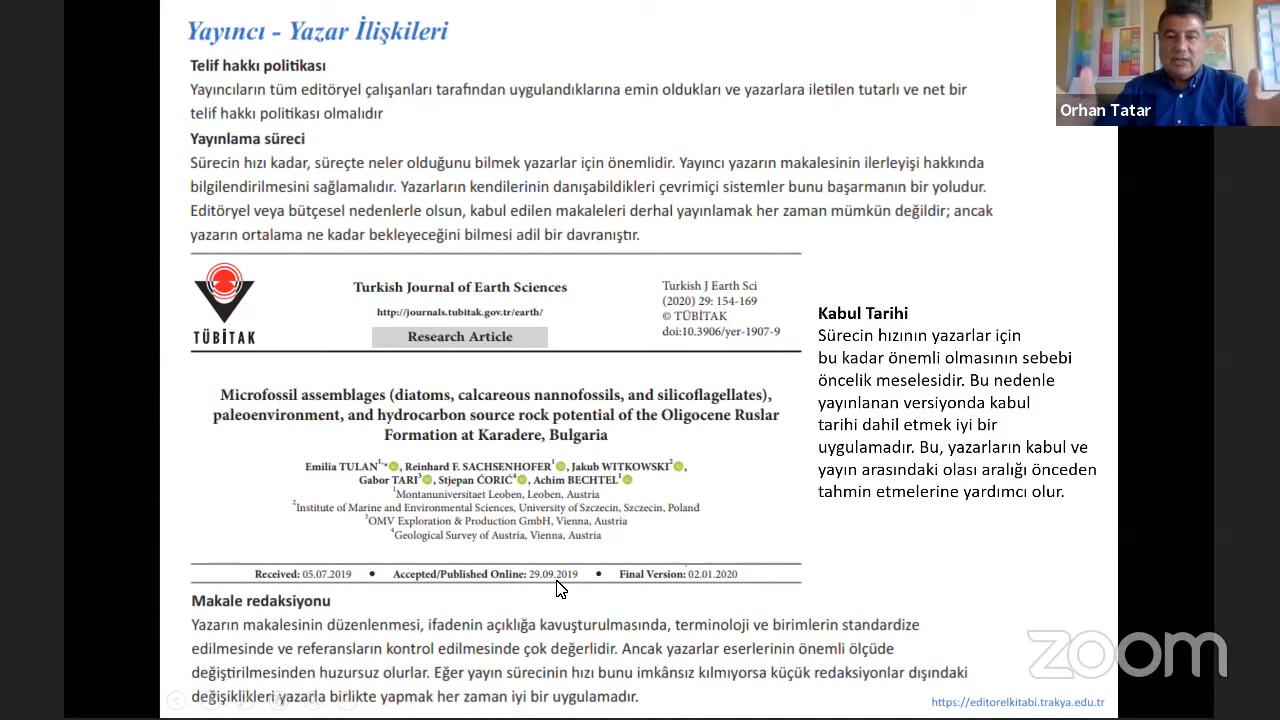 Yayıncı - Yazar İlişkileri
Telif hakkı politikası
Yayıncıların tüm editöryel çalışanları tarafından uygulandıklarına emin oldukları ve yazarlara iletilen tutarlı ve net bir
telif hakkı politikası olmalıdır
Yayınlama süreci
Sürecin hızı kadar, süreçte neler olduğunu bilmek yazarlar için önemlidir. Yayıncı yazarın makalesinin ilerleyişi hakkında
bilgilendirilmesini sağlamalıdır. Yazarların kendilerinin danışabildikleri çevrimiçi sistemler bunu başarmanın bir yoludur.
Editöryel veya bütçesel nedenlerle olsun, kabul edilen makaleleri derhal yayınlamak her zaman mümkün değildir; ancak
yazarın ortalama ne kadar bekleyeceğini bilmesi adil bir davranıştır.
Orhan Tatar
TÜBİTAK
Turkish Journal of Earth Sciences
http://journals.tubitak.gov.tr/earth/
Research Article
Turkish J Earth Sci
(2020) 29: 154-169
© TÜBİTAK
doi:10.3906/yer-1907-9
Microfossil assemblages (diatoms, calcareous nannofossils, and silicoflagellates),
paleoenvironment, and hydrocarbon source rock potential of the Oligocene Ruslar
Formation at Karadere, Bulgaria
Emilia TULAN1,*, Reinhard F. SACHSENHOFER1, Jakub WITKOWSKI2,
Gabor TARI3, Stjepan ĆORIĆ4, Achim BECHTEL1
1Montanuniversitaet Leoben, Leoben, Austria
2Institute of Marine and Environmental Sciences, University of Szczecin, Szczecin, Poland
3OMV Exploration & Production GmbH, Vienna, Austria
4Geological Survey of Austria, Vienna, Austria
Received: 05.07.2019 • Accepted/Published Online: 29.09.2019 • Final Version: 02.01.2020
Kabul Tarihi
Sürecin hızının yazarlar için
bu kadar önemli olmasının sebebi
öncelik meselesidir. Bu nedenle
yayınlanan versiyonda kabul
tarihi dahil etmek iyi bir
uygulamadır. Bu, yazarların kabul ve
yayın arasındaki olası aralığı önceden
tahmin etmelerine yardımcı olur.
Makale redaksiyonu
Yazarın makalesinin düzenlenmesi, ifadenin açıklığa kavuşturulmasında, terminoloji ve birimlerin standardize
edilmesinde ve referansların kontrol edilmesinde çok değerlidir. Ancak yazarlar eserlerinin önemli ölçüde
değiştirilmesinden huzursuz olurlar. Eğer yayın sürecinin hızı bunu imkânsız kılmıyorsa küçük redaksiyonlar dışındaki
değişiklikleri yazarla birlikte yapmak her zaman iyi bir uygulamadır.
zoom
https://editorelkitabi.trakya.edu.tr